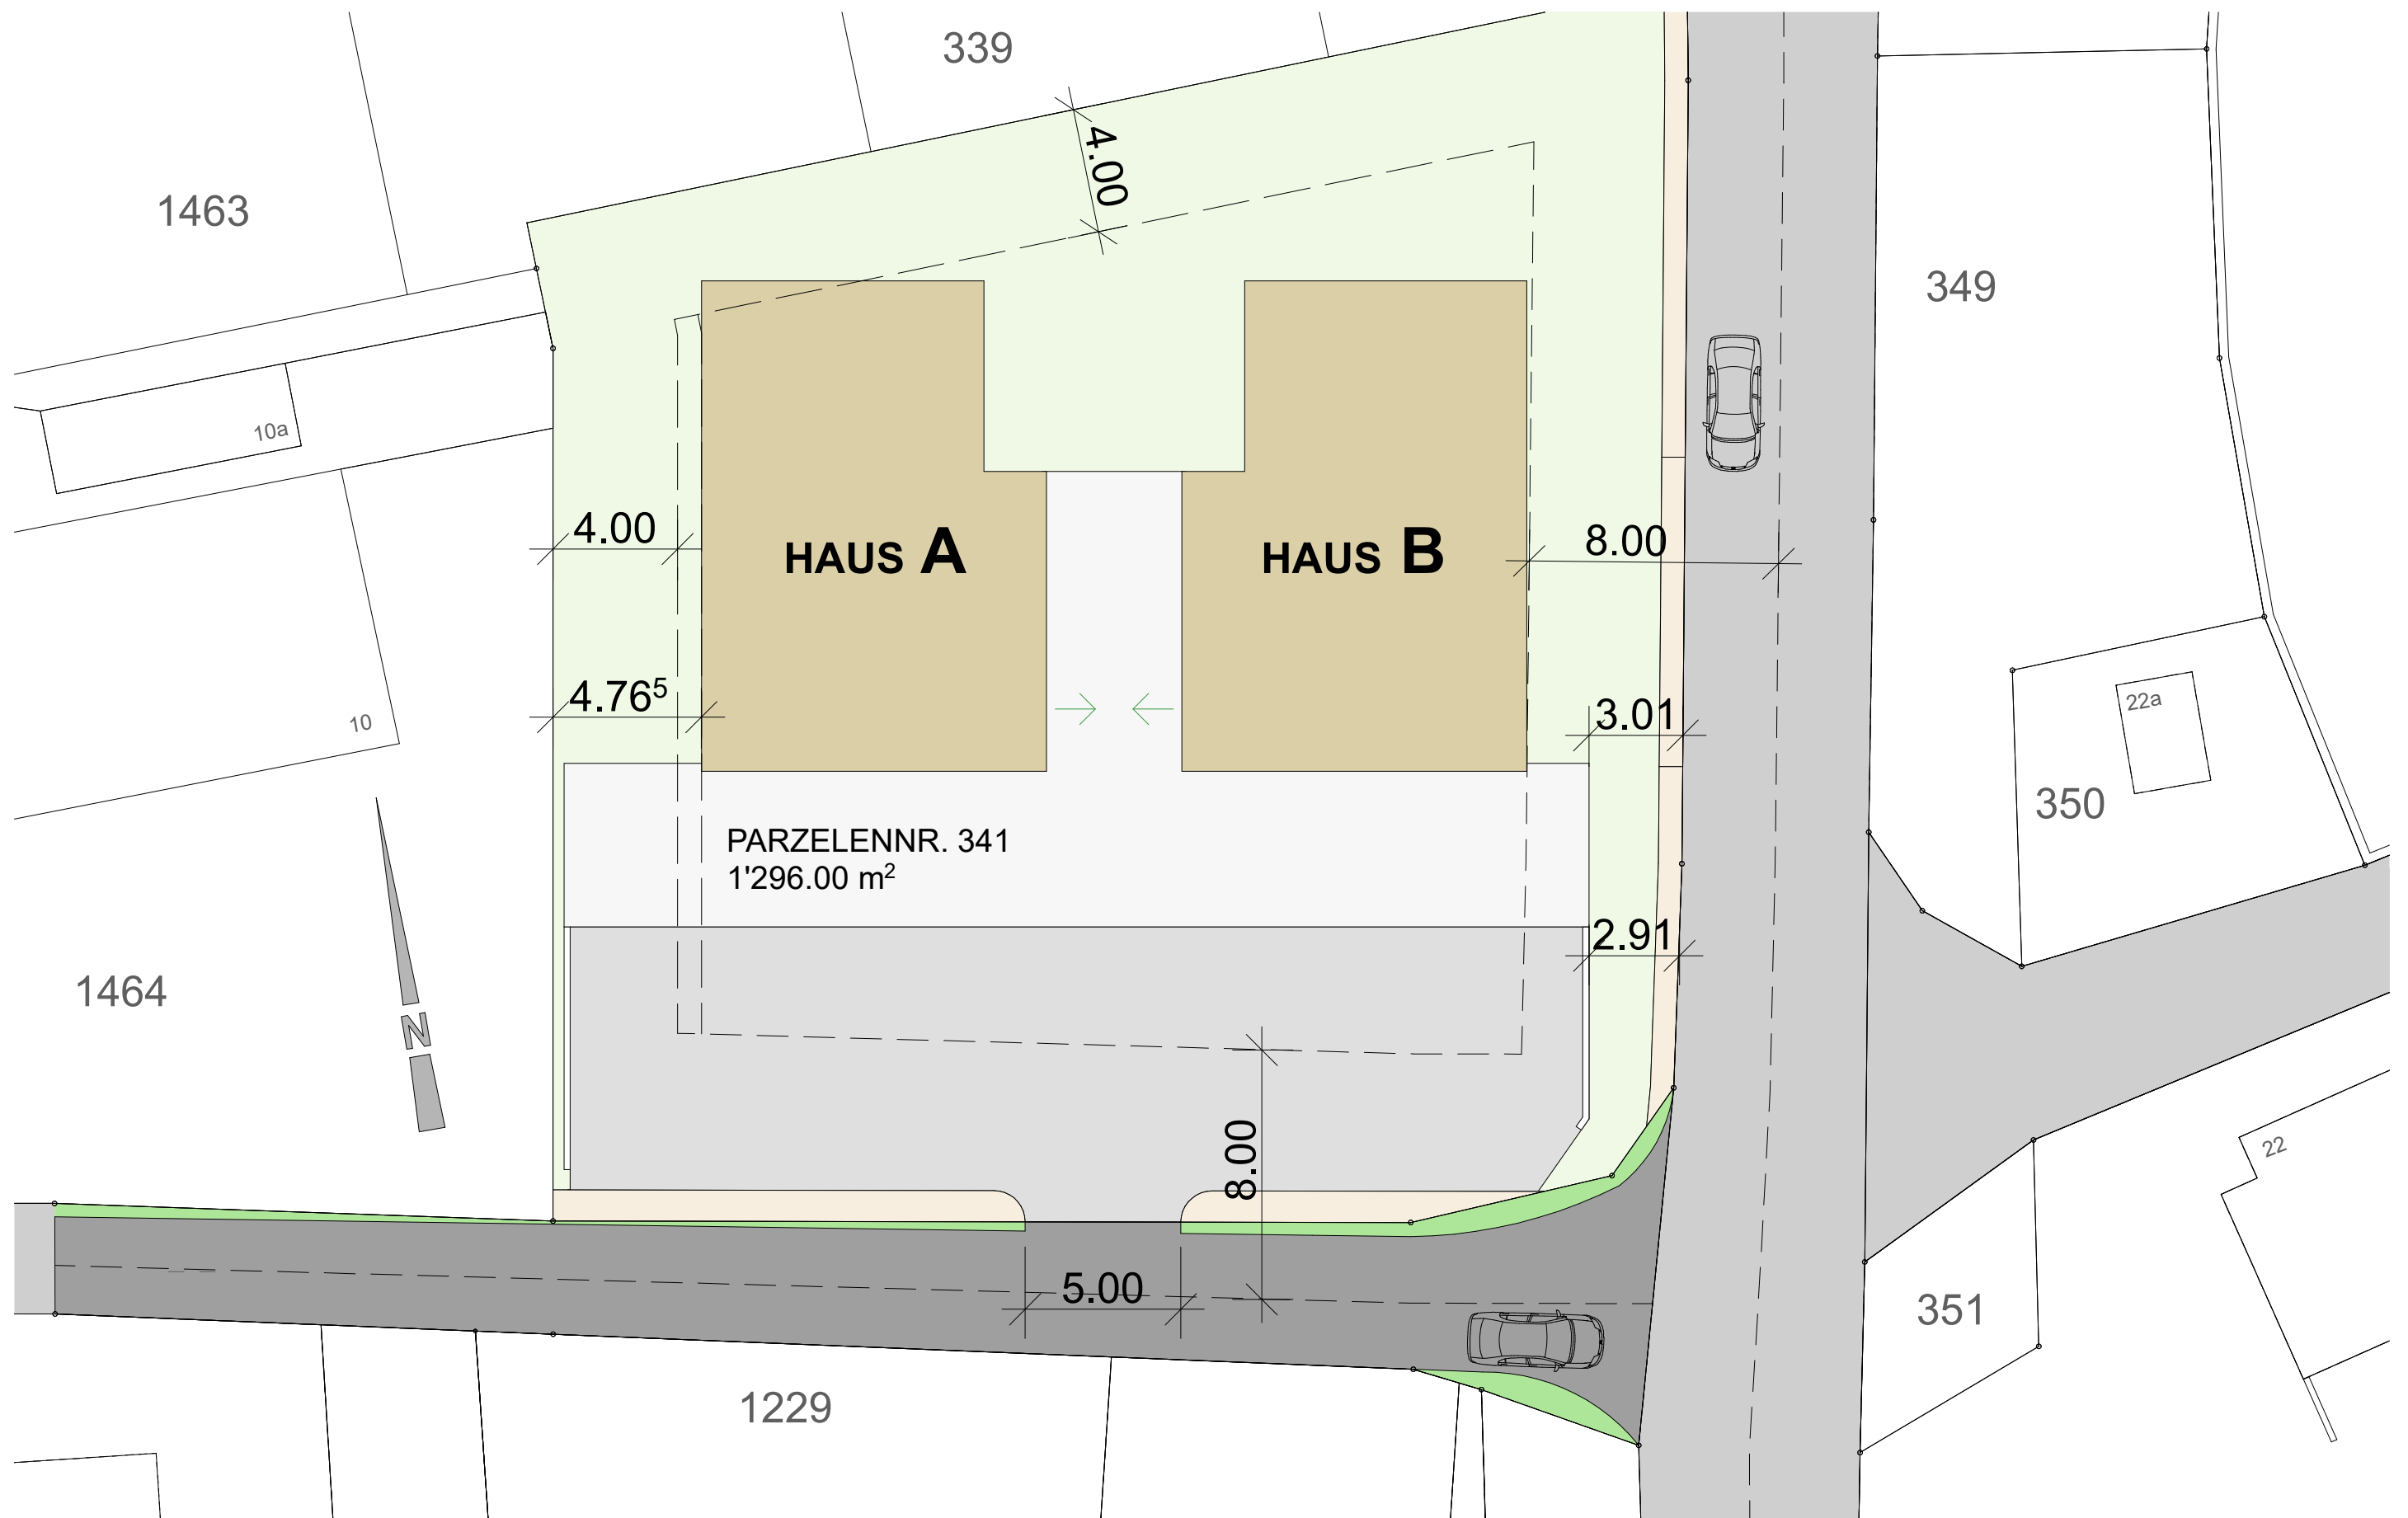 339
4.00
1463
349
10a
4.00
HAUS A
HAUS B
8.00
4.76⁵
3.01
10
22a
350
PARZELENNR. 341
1'296.00 m²
2.91
1464
N
8.00
22
5.00
351
1229